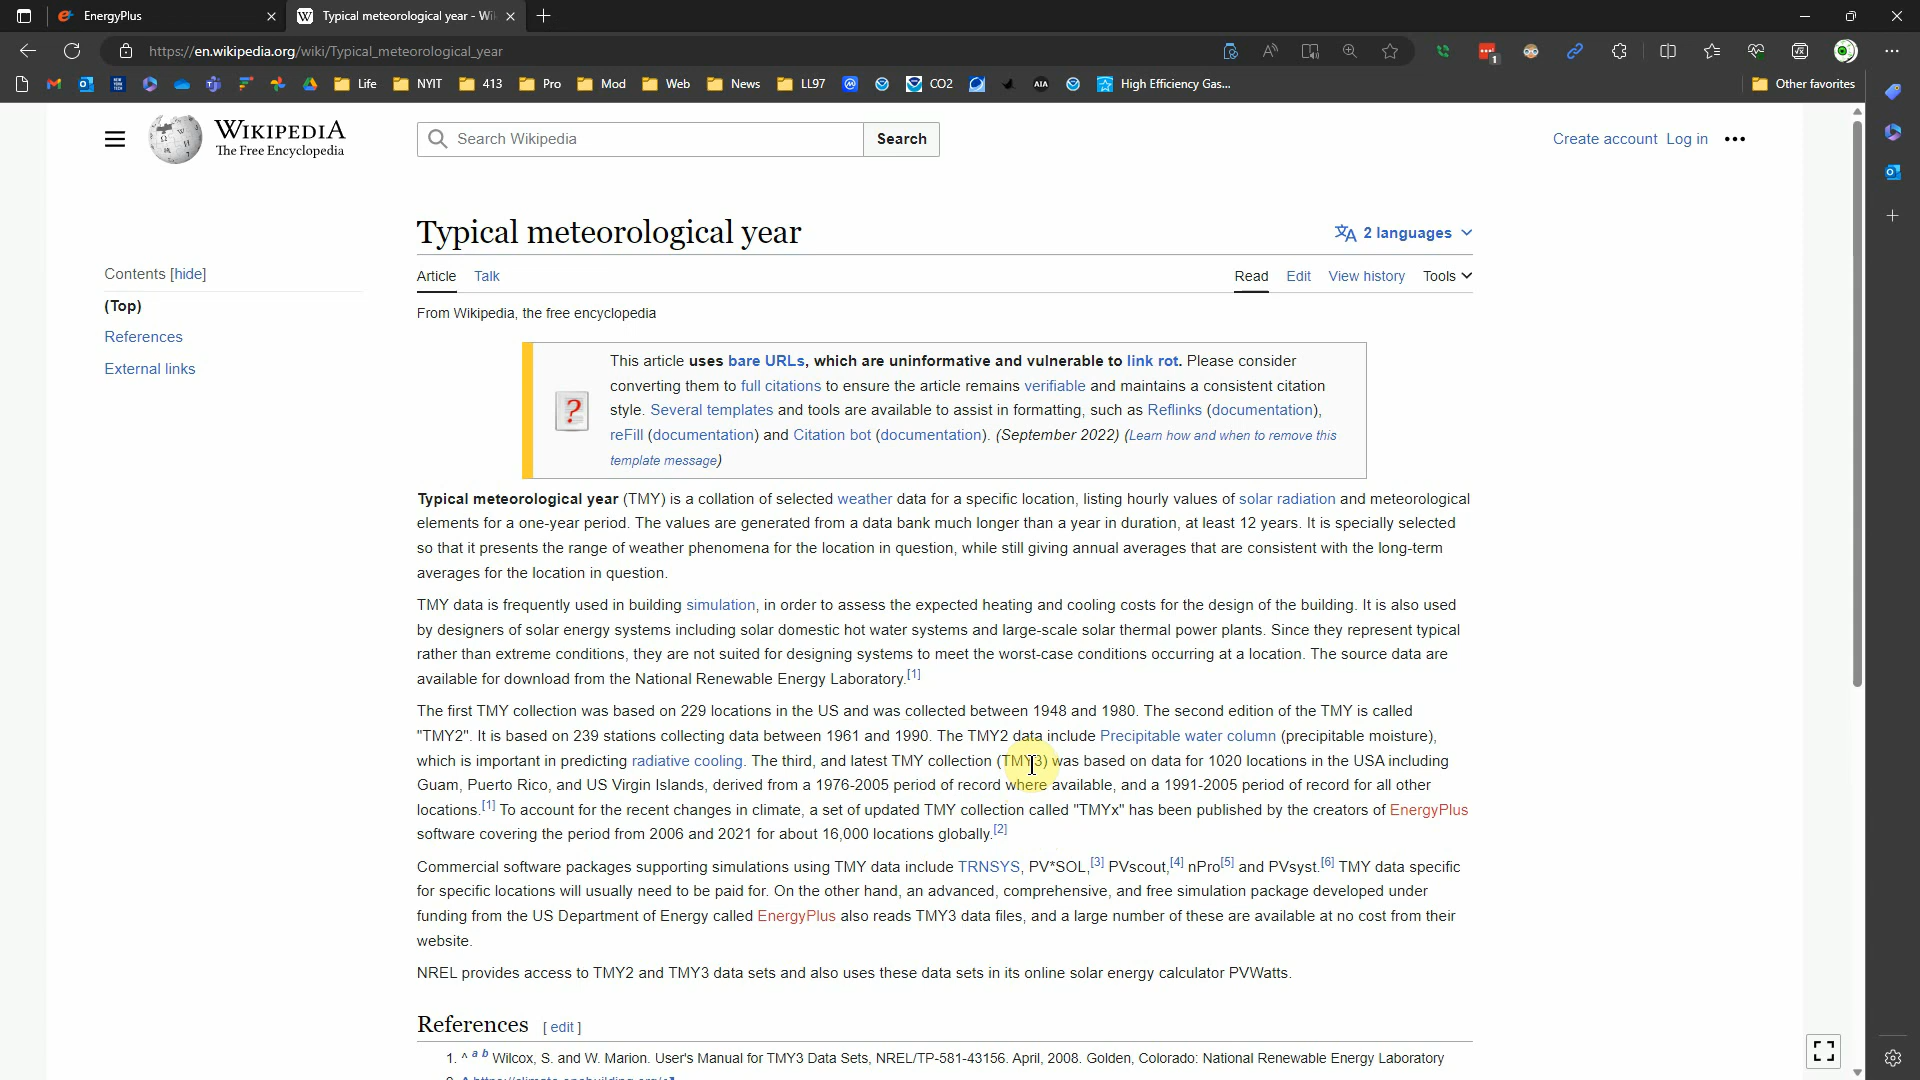 EnergyPlus
Typical meteorological year - Wi
https://en.wikipedia.org/wiki/Typical_meteorological_year
Life
NYIT
413
Pro
Mod
Web
News
LL97
CO2
AIA
High Efficiency Gas...
Other favorites
WIKIPEDIA
The Free Encyclopedia
Search Wikipedia
Search
Create account Log in
Typical meteorological year
2 languages
Contents [hide]
(Top)
References
External links
Article Talk
Read Edit View history Tools
From Wikipedia, the free encyclopedia
This article uses bare URLs, which are uninformative and vulnerable to link rot. Please consider
converting them to full citations to ensure the article remains verifiable and maintains a consistent citation
style. Several templates and tools are available to assist in formatting, such as Reflinks (documentation),
reFill (documentation) and Citation bot (documentation). (September 2022) (Learn how and when to remove this
template message)
Typical meteorological year (TMY) is a collation of selected weather data for a specific location, listing hourly values of solar radiation and meteorological
elements for a one-year period. The values are generated from a data bank much longer than a year in duration, at least 12 years. It is specially selected
so that it presents the range of weather phenomena for the location in question, while still giving annual averages that are consistent with the long-term
averages for the location in question.
TMY data is frequently used in building simulation, in order to assess the expected heating and cooling costs for the design of the building. It is also used
by designers of solar energy systems including solar domestic hot water systems and large-scale solar thermal power plants. Since they represent typical
rather than extreme conditions, they are not suited for designing systems to meet the worst-case conditions occurring at a location. The source data are
available for download from the National Renewable Energy Laboratory.[1]
The first TMY collection was based on 229 locations in the US and was collected between 1948 and 1980. The second edition of the TMY is called
"TMY2". It is based on 239 stations collecting data between 1961 and 1990. The TMY2 data include Precipitable water column (precipitable moisture),
which is important in predicting radiative cooling. The third, and latest TMY collection (TMY3) was based on data for 1020 locations in the USA including
Guam, Puerto Rico, and US Virgin Islands, derived from a 1976-2005 period of record where available, and a 1991-2005 period of record for all other
locations.[1] To account for the recent changes in climate, a set of updated TMY collection called "TMYx" has been published by the creators of EnergyPlus
software covering the period from 2006 and 2021 for about 16,000 locations globally.[2]
Commercial software packages supporting simulations using TMY data include TRNSYS, PV*SOL,[3] PVscout,[4] nPro[5] and PVsyst.[6] TMY data specific
for specific locations will usually need to be paid for. On the other hand, an advanced, comprehensive, and free simulation package developed under
funding from the US Department of Energy called EnergyPlus also reads TMY3 data files, and a large number of these are available at no cost from their
website.
NREL provides access to TMY2 and TMY3 data sets and also uses these data sets in its online solar energy calculator PVWatts.
References [ edit ]
1. ^ a b Wilcox, S. and W. Marion. User's Manual for TMY3 Data Sets, NREL/TP-581-43156. April, 2008. Golden, Colorado: National Renewable Energy Laboratory